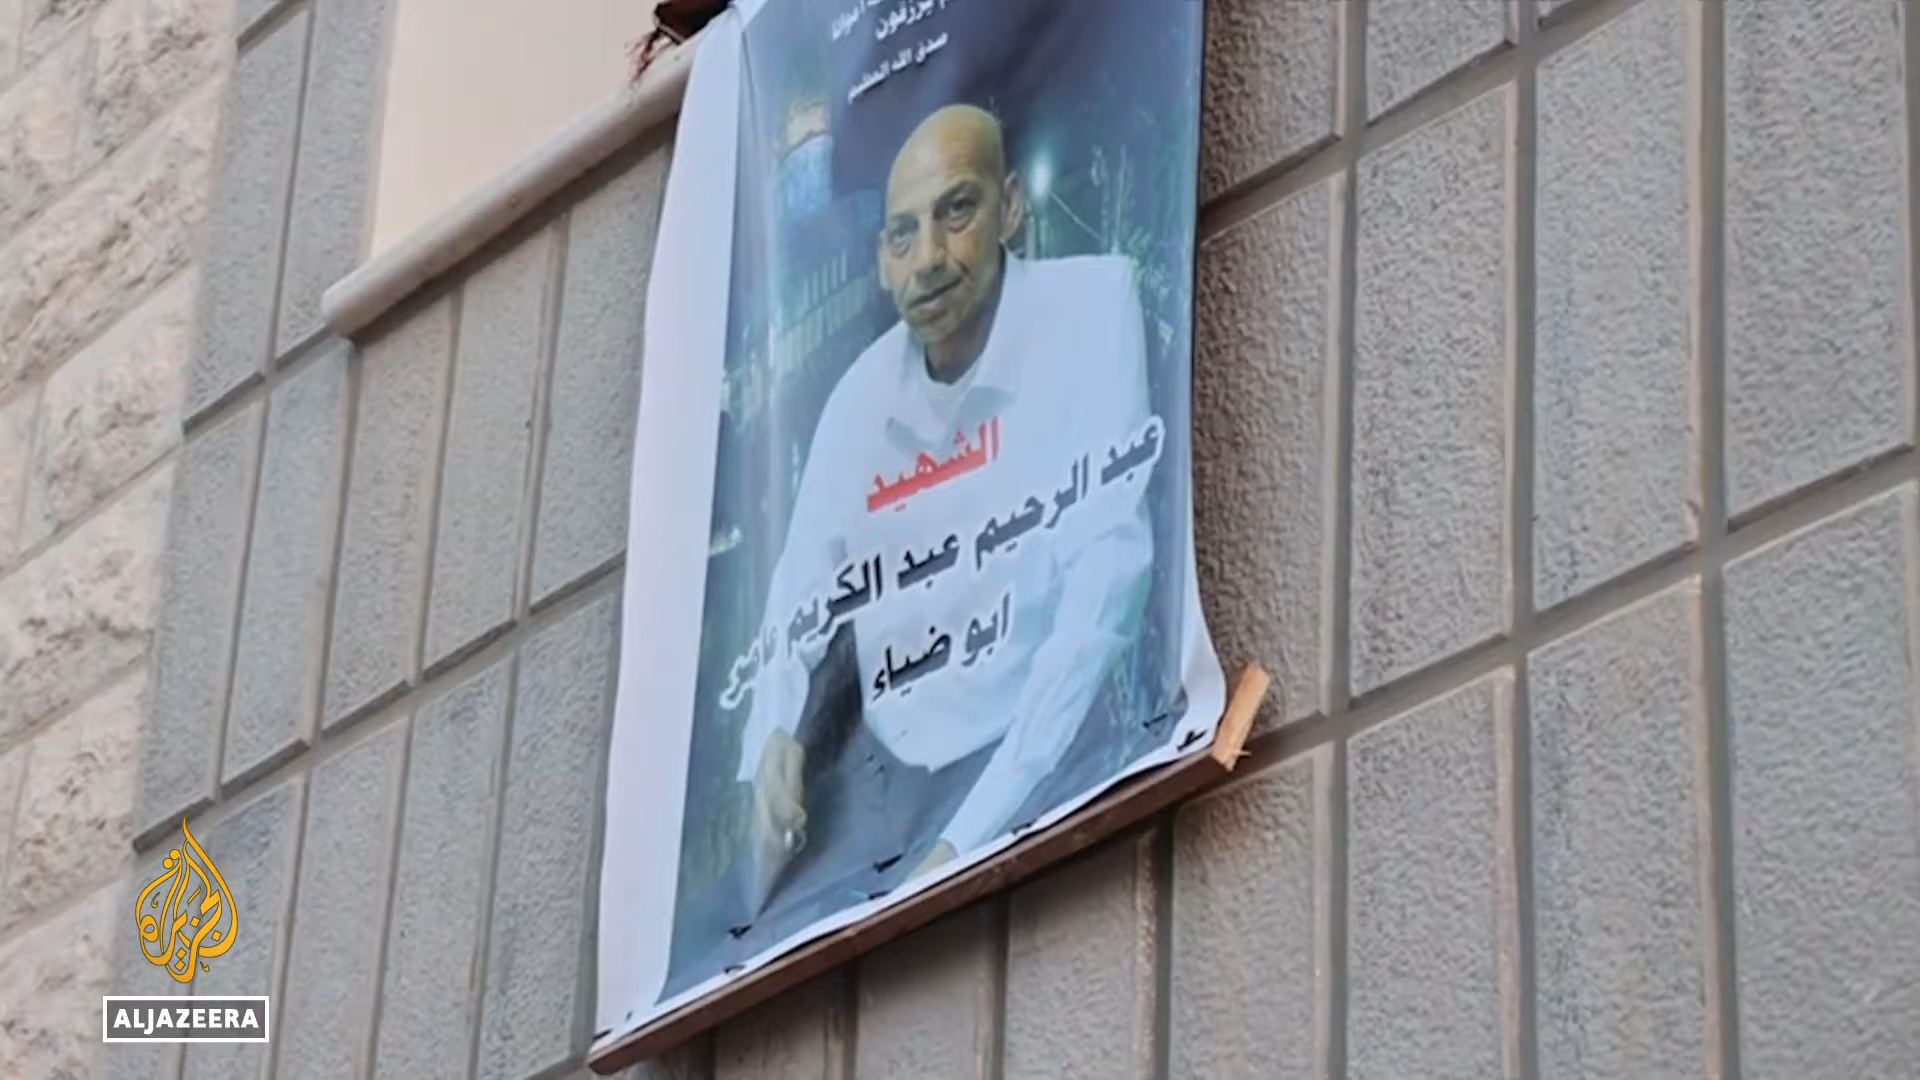 يرزقون
صدق الله العظيم
الشهيد
عبد الرحيم عبد الكريم عامر
ابو ضياء
الجزيرة
ALJAZEERA